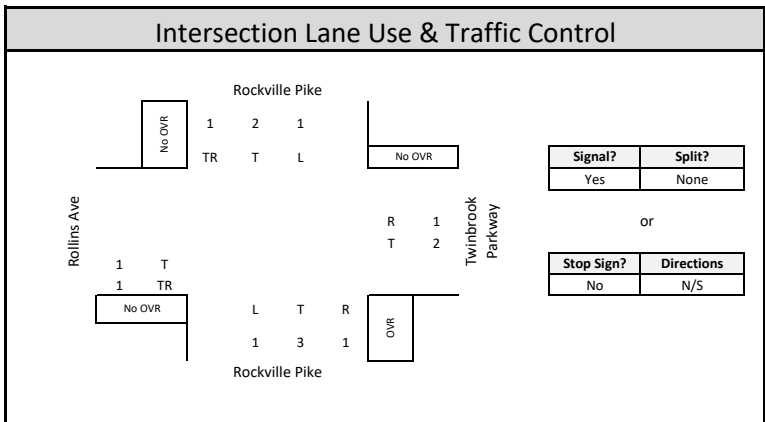 Intersection Lane Use & Traffic Control
Rockville Pike
No OVR
1 2 1
TR T L
No OVR
Signal? Split?
Yes None
Rollins Ave
R 1
T 2
Twinbrook
Parkway
or
1 T
1 TR
Stop Sign? Directions
No N/S
No OVR
L T R
OVR
1 3 1
Rockville Pike